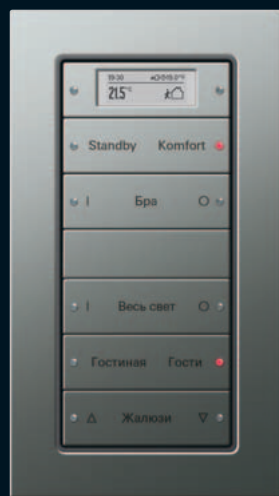 21.5°C
Standby Komfort
I Бра O
I Весь свет O
Гостиная Гости
△ Жалюзи ▽